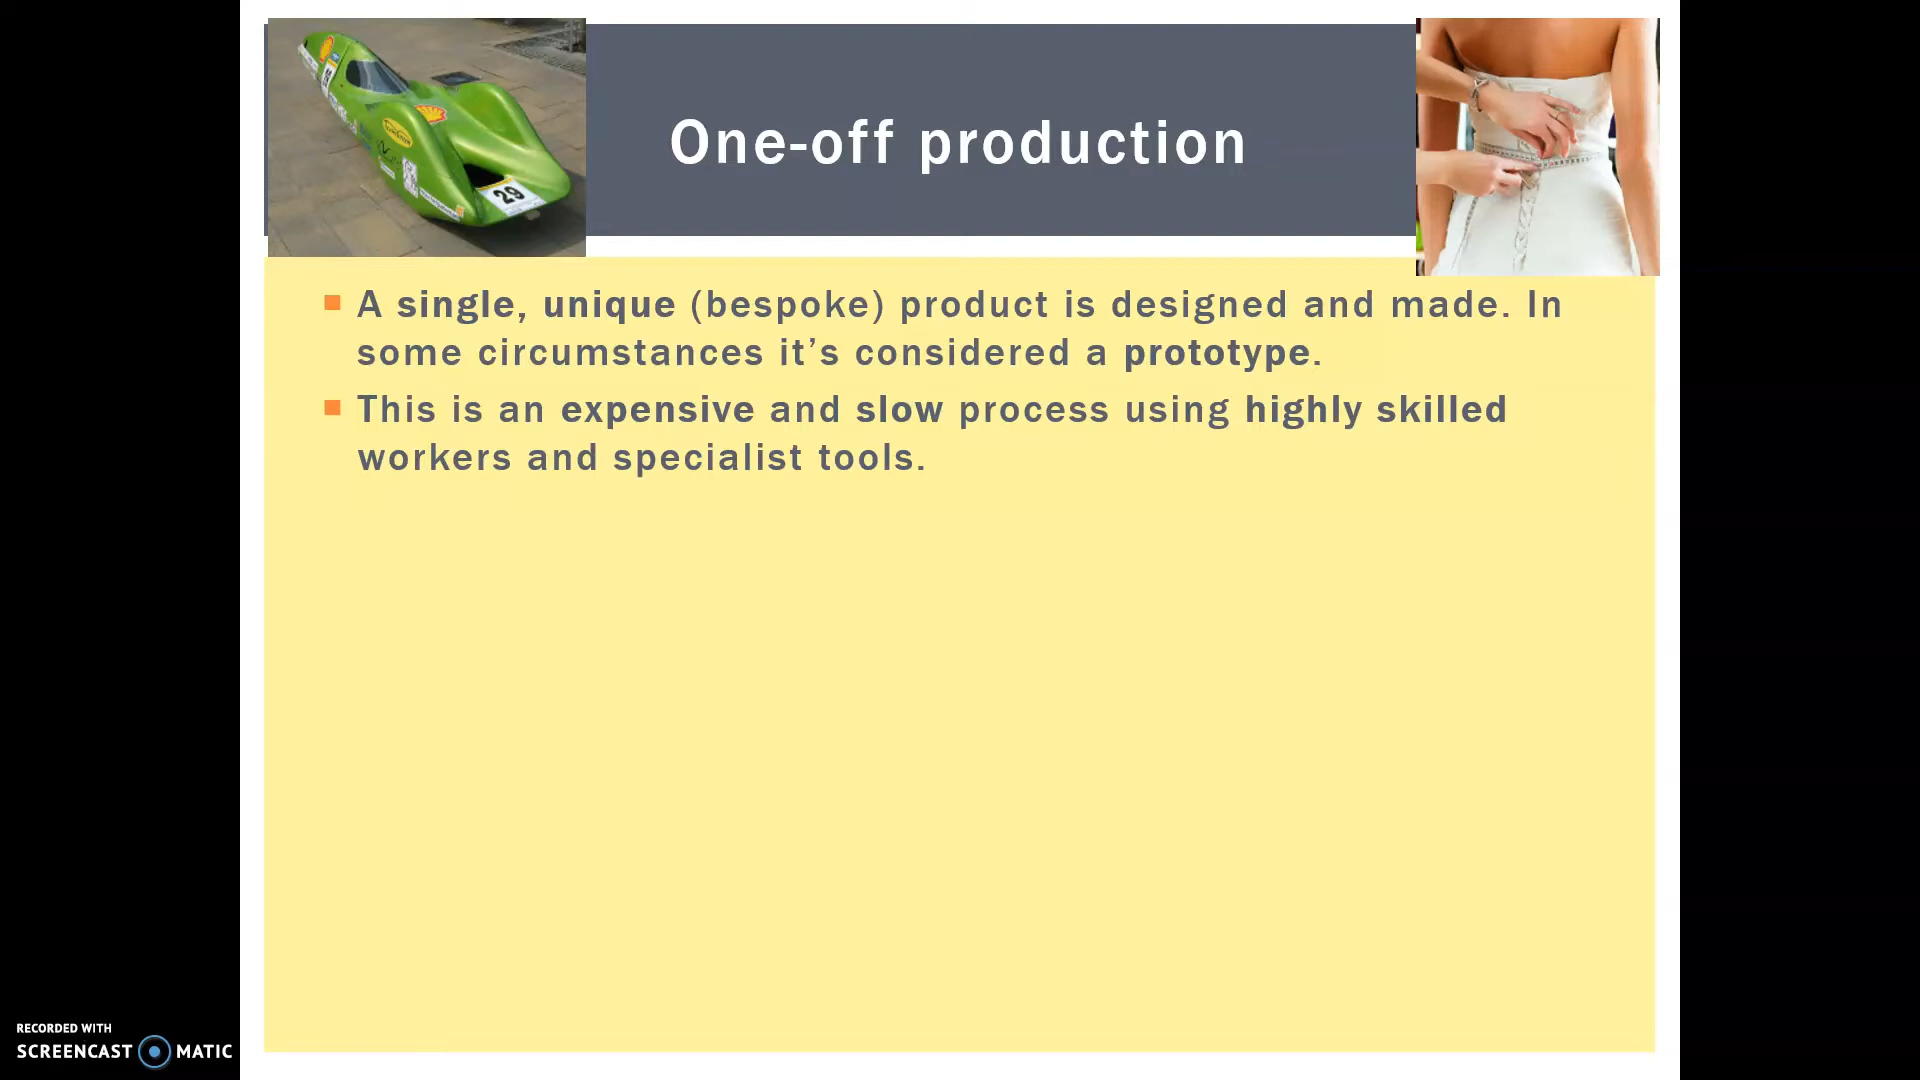 One-off production
29
A single, unique (bespoke) product is designed and made. In
some circumstances it’s considered a prototype.
This is an expensive and slow process using highly skilled
workers and specialist tools.
RECORDED WITH
SCREENCAST MATIC